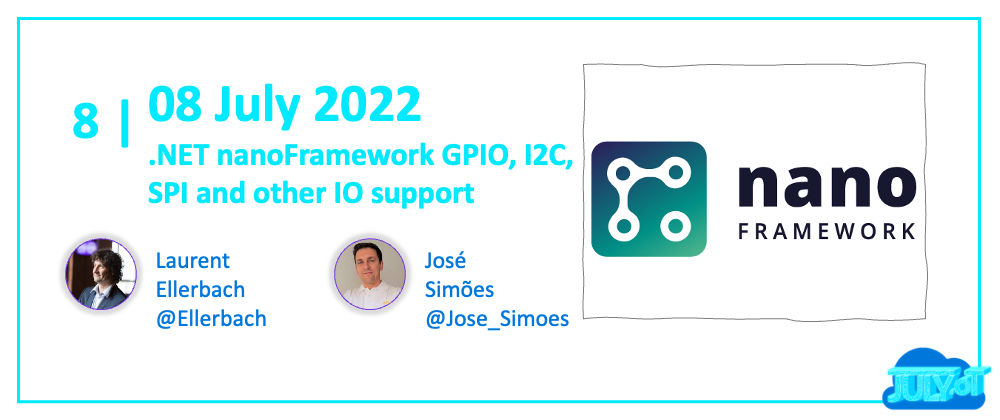 8 |
08 July 2022
.NET nanoFramework GPIO, I2C,
SPI and other IO support
Laurent
Ellerbach
@Ellerbach
José
Simões
@Jose_Simoes
nano
FRAMEWORK
JULYoT